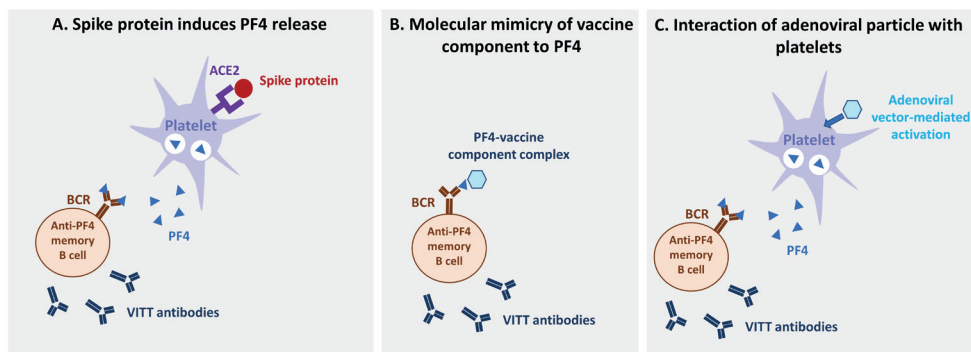 A. Spike protein induces PF4 release
ACE2
Spike protein
Platelet
BCR
PF4
Anti-PF4
memory
B cell
VITT antibodies
B. Molecular mimicry of vaccine
component to PF4
PF4-vaccine
component complex
BCR
Anti-PF4
memory
B cell
VITT antibodies
C. Interaction of adenoviral particle with
platelets
Adenoviral
vector-mediated
activation
Platelet
BCR
PF4
Anti-PF4
memory
B cell
VITT antibodies